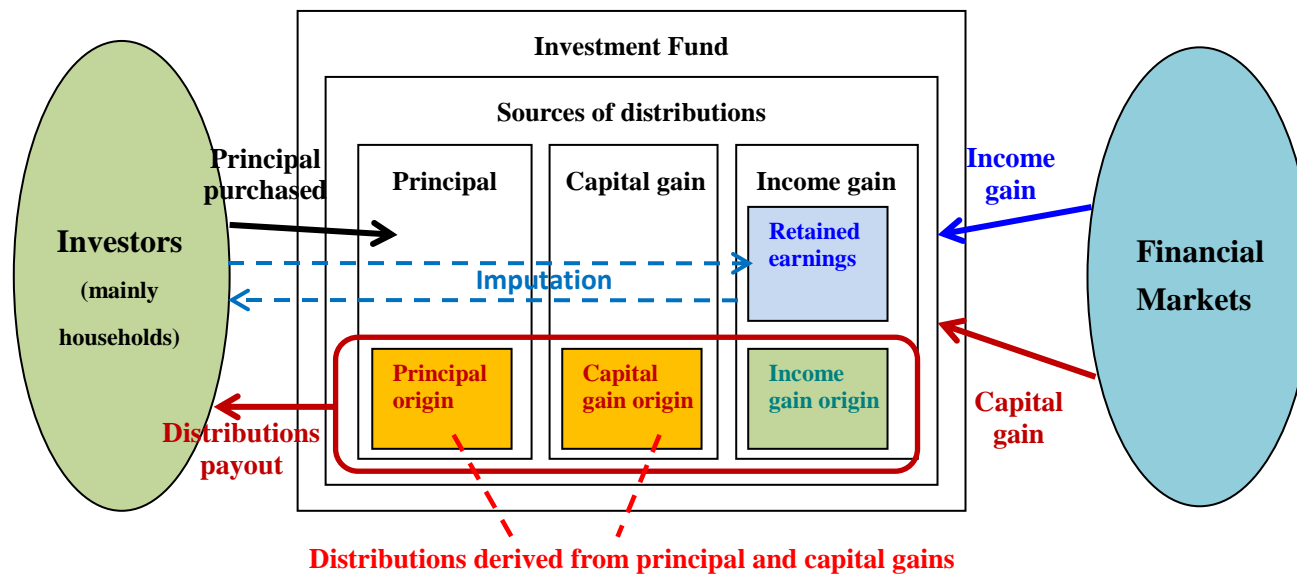 Investment Fund
Sources of distributions
Principal
purchased
Principal
Capital gain
Income gain
Income
gain
Investors
(mainly
households)
Retained
earnings
Imputation
Financial
Markets
Principal
origin
Capital
gain origin
Income
gain origin
Distributions
payout
Capital
gain
Distributions derived from principal and capital gains